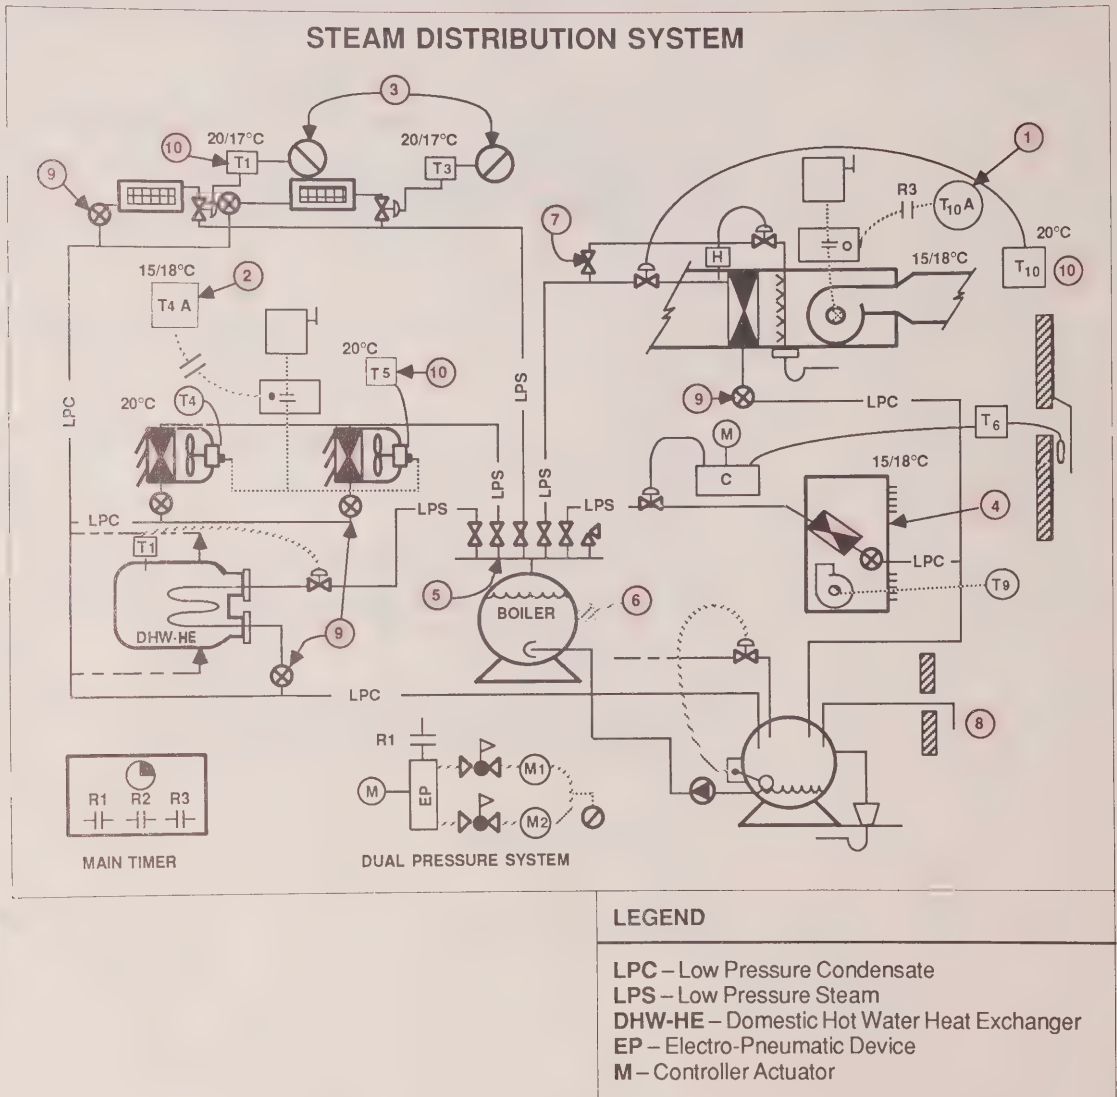 STEAM DISTRIBUTION SYSTEM
3
20/17°C
20/17°C
1
10
T1
T3
9
R3
T10 A
7
20°C
15/18°C
2
H
15/18°C
T10
10
T4 A
20°C
T5
10
LPS
LPC
9
LPC
20°C
T4
M
T6
LPS
LPS
C
15/18°C
LPC
LPS
LPS
4
T1
LPC
5
6
T9
BOILER
DHW-HE
9
LPC
8
R1
M
EP
M1
M2
R1 R2 R3
MAIN TIMER
DUAL PRESSURE SYSTEM
LEGEND
LPC – Low Pressure Condensate
LPS – Low Pressure Steam
DHW-HE – Domestic Hot Water Heat Exchanger
EP – Electro-Pneumatic Device
M – Controller Actuator